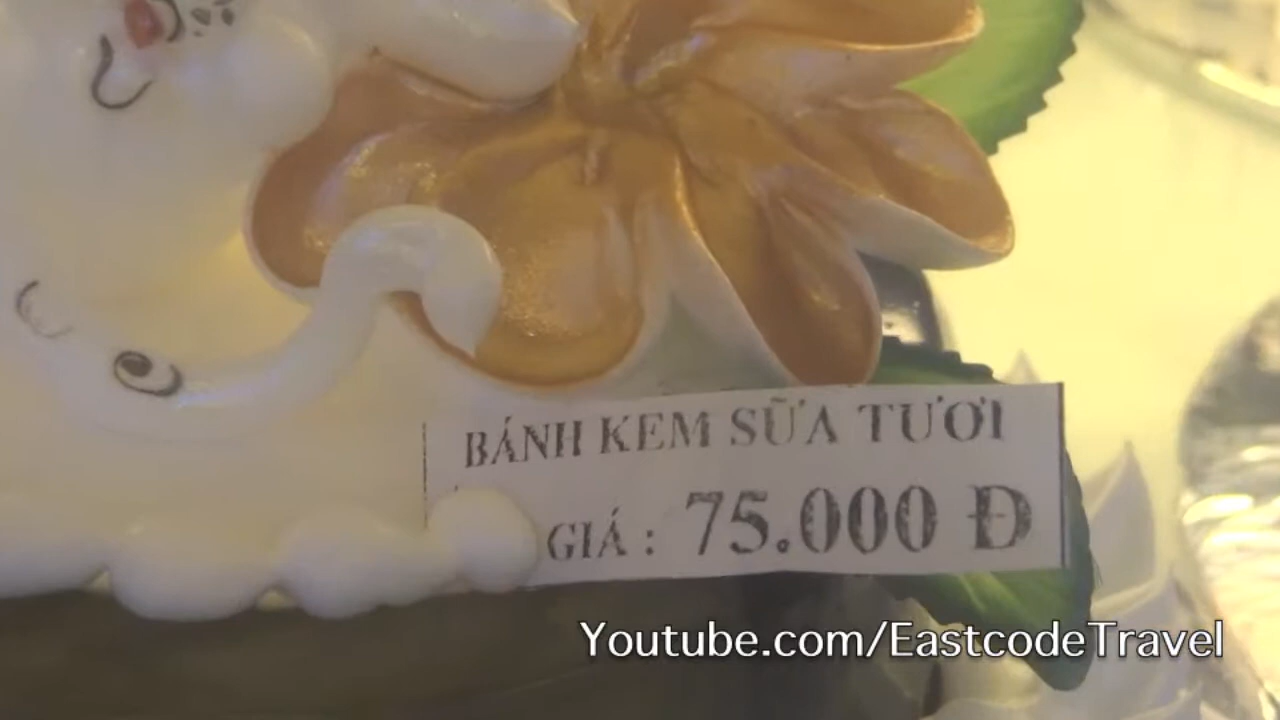 BÁNH KEM SỮA TƯƠI
GIÁ : 75.000 Đ
Youtube.com/EastcodeTravel